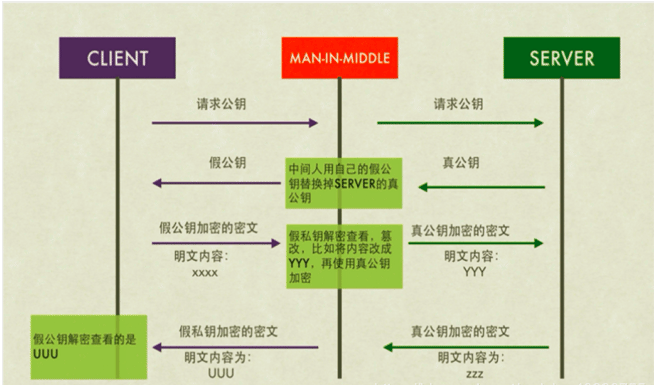 CLIENT
MAN-IN-MIDDLE
SERVER
请求公钥
请求公钥
假公钥
中间人用自己的假公
钥替换掉SERVER的真
公钥
真公钥
假公钥加密的密文
明文内容:
xxxx
假私钥解密查看，篡
改，比如将内容改成
YYY，再使用真公钥
加密
真公钥加密的密文
明文内容:
YYY
假公钥解密查看的是
UUU
假私钥加密的密文
明文内容为:
UUU
真公钥加密的密文
明文内容为:
zzz